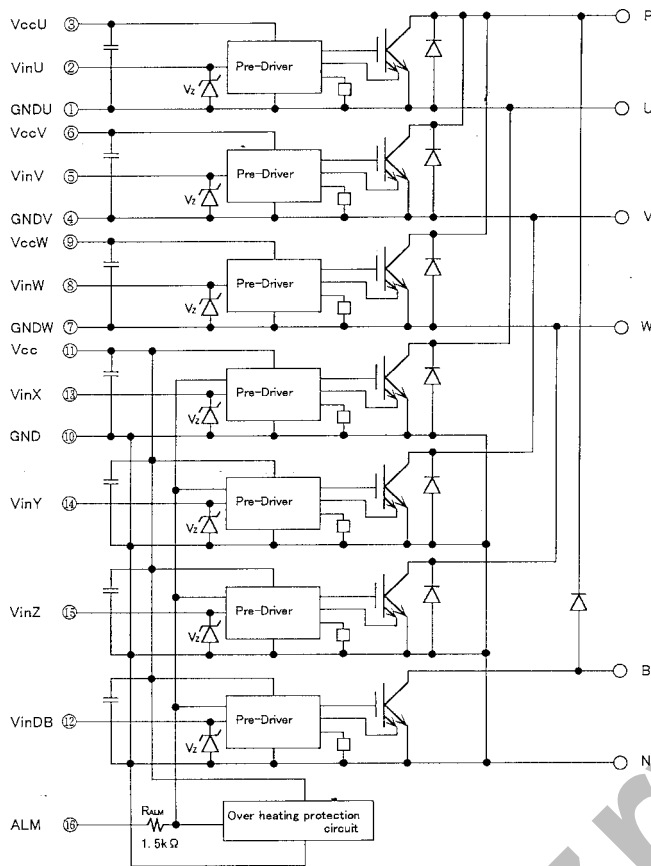 VccU ③
P
VinU ②
Pre-Driver
Vz
GNDU ①
U
VccV ⑥
VinV ⑤
Pre-Driver
Vz
GNDV ④
V
VccW ⑨
VinW ⑧
Pre-Driver
Vz
GNDW ⑦
W
Vcc ⑪
VinX ⑬
Pre-Driver
Vz
GND ⑩
VinY ⑭
Pre-Driver
Vz
VinZ ⑮
Pre-Driver
Vz
B
VinDB ⑫
Pre-Driver
Vz
N
ALM ⑯
RALM
1.5kΩ
Over heating protection
circuit